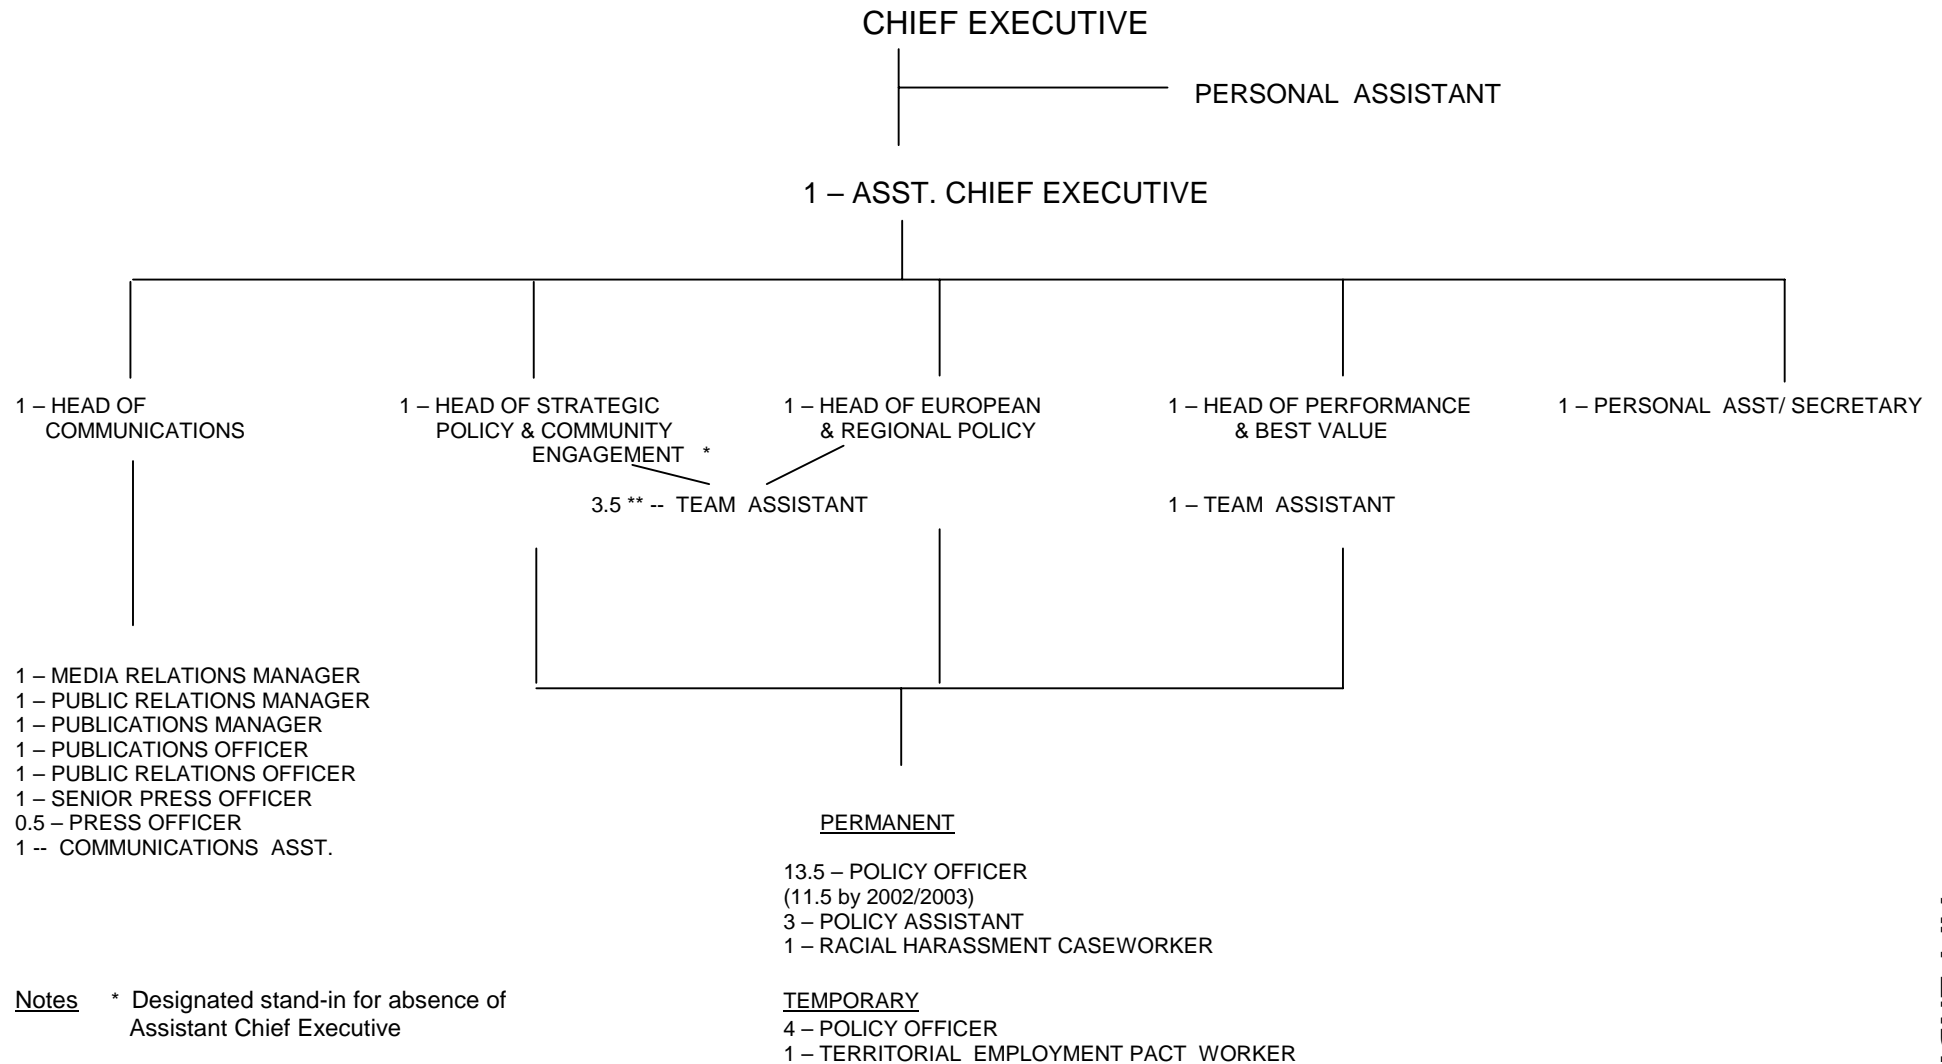 CHIEF EXECUTIVE
PERSONAL ASSISTANT
1 – ASST. CHIEF EXECUTIVE
1 – HEAD OF
COMMUNICATIONS
1 – HEAD OF STRATEGIC
POLICY & COMMUNITY
ENGAGEMENT *
1 – HEAD OF EUROPEAN
& REGIONAL POLICY
1 – HEAD OF PERFORMANCE
& BEST VALUE
1 – PERSONAL ASST/ SECRETARY
3.5 ** -- TEAM ASSISTANT
1 – TEAM ASSISTANT
1 – MEDIA RELATIONS MANAGER
1 – PUBLIC RELATIONS MANAGER
1 – PUBLICATIONS MANAGER
1 – PUBLICATIONS OFFICER
1 – PUBLIC RELATIONS OFFICER
1 – SENIOR PRESS OFFICER
0.5 – PRESS OFFICER
1 -- COMMUNICATIONS ASST.
PERMANENT
13.5 – POLICY OFFICER
(11.5 by 2002/2003)
3 – POLICY ASSISTANT
1 – RACIAL HARASSMENT CASEWORKER
Notes * Designated stand-in for absence of
Assistant Chief Executive
TEMPORARY
4 – POLICY OFFICER
1 – TERRITORIAL EMPLOYMENT PACT WORKER